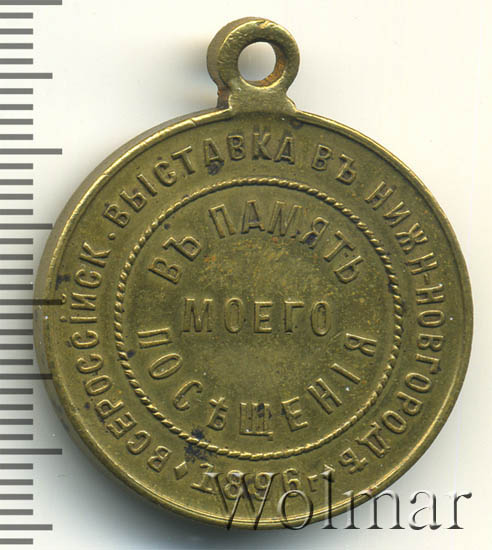 ВСЕРОССІЙСК. ВЫСТАВКА ВЪ НИЖН-НОВГОРОДѢ
1896 г.
ВЪ ПАМЯТЬ
МОЕГО
ПОСѢЩЕНІЯ
Wolmar